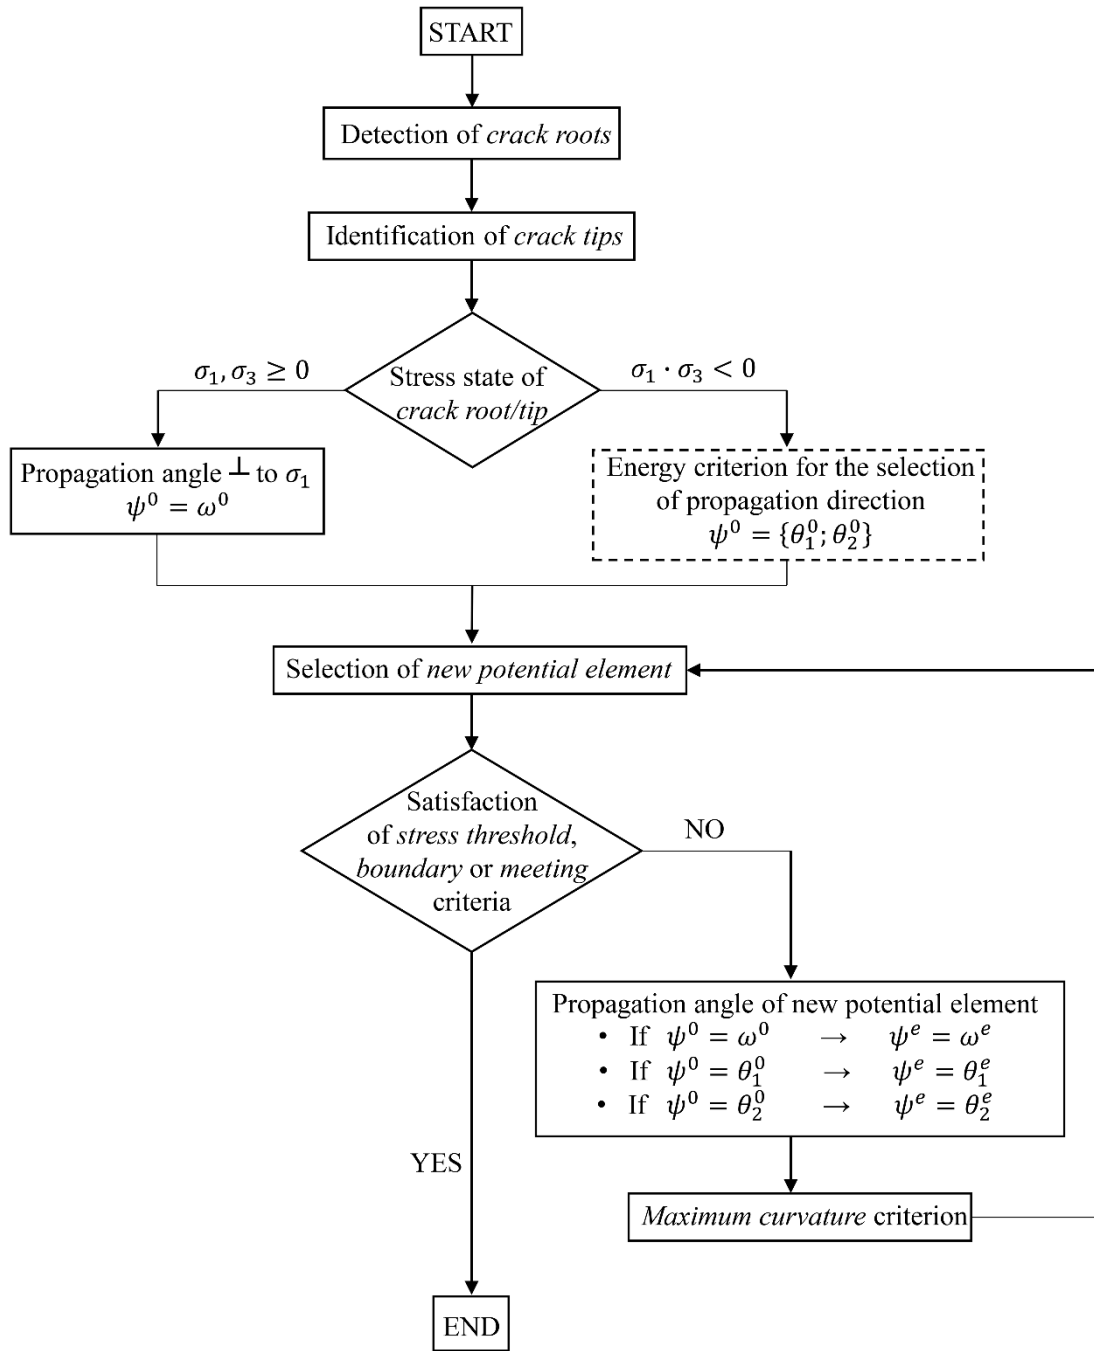 START
Detection of crack roots
Identification of crack tips
σ₁, σ₃ ≥ 0
Stress state of
crack root/tip
σ₁ · σ₃ < 0
Propagation angle ⊥ to σ₁
ψ⁰ = ω⁰
Energy criterion for the selection
of propagation direction
ψ⁰ = {θ₁⁰; θ₂⁰}
Selection of new potential element
Satisfaction
of stress threshold,
boundary or meeting
criteria
NO
Propagation angle of new potential element
• If ψ⁰ = ω⁰ → ψᵉ = ωᵉ
• If ψ⁰ = θ₁⁰ → ψᵉ = θ₁ᵉ
• If ψ⁰ = θ₂⁰ → ψᵉ = θ₂ᵉ
YES
Maximum curvature criterion
END